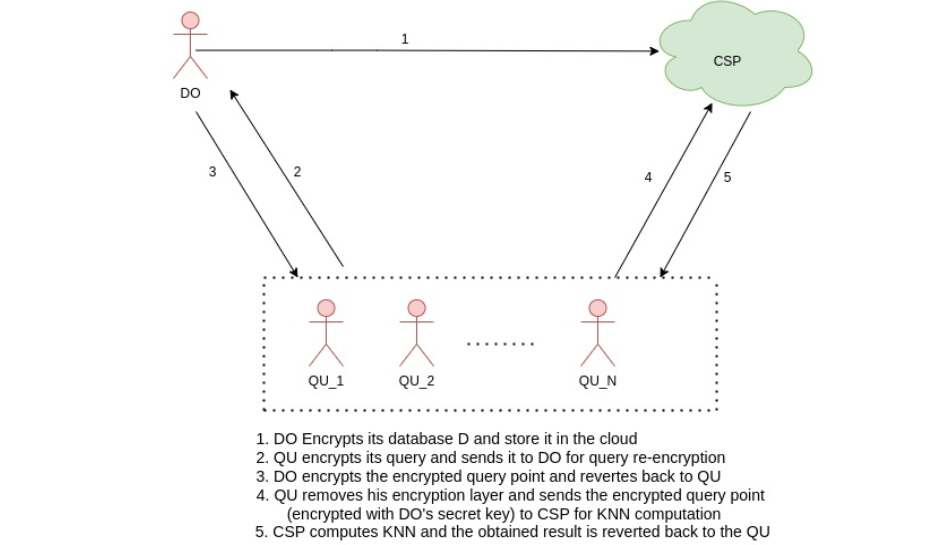 1
CSP
DO
3
2
4
5
QU_1
QU_2
QU_N
1. DO Encrypts its database D and store it in the cloud
2. QU encrypts its query and sends it to DO for query re-encryption
3. DO encrypts the encrypted query point and revertes back to QU
4. QU removes his encryption layer and sends the encrypted query point
(encrypted with DO's secret key) to CSP for KNN computation
5. CSP computes KNN and the obtained result is reverted back to the QU